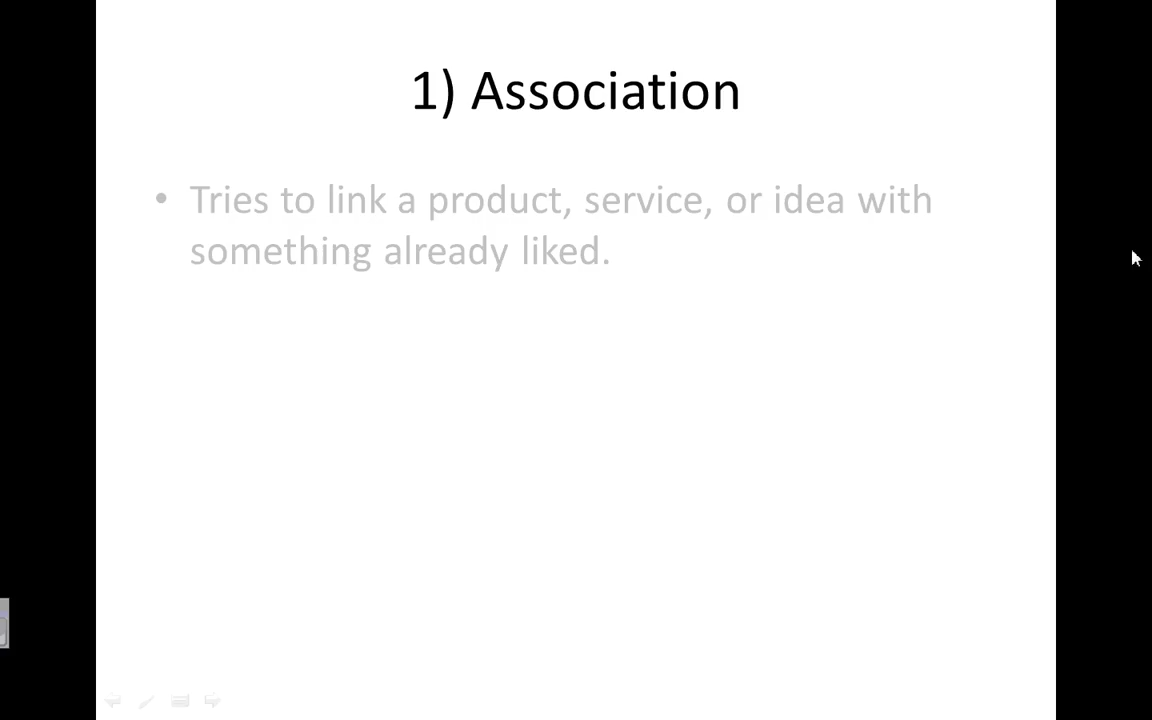 1) Association
• Tries to link a product, service, or idea with
something already liked.